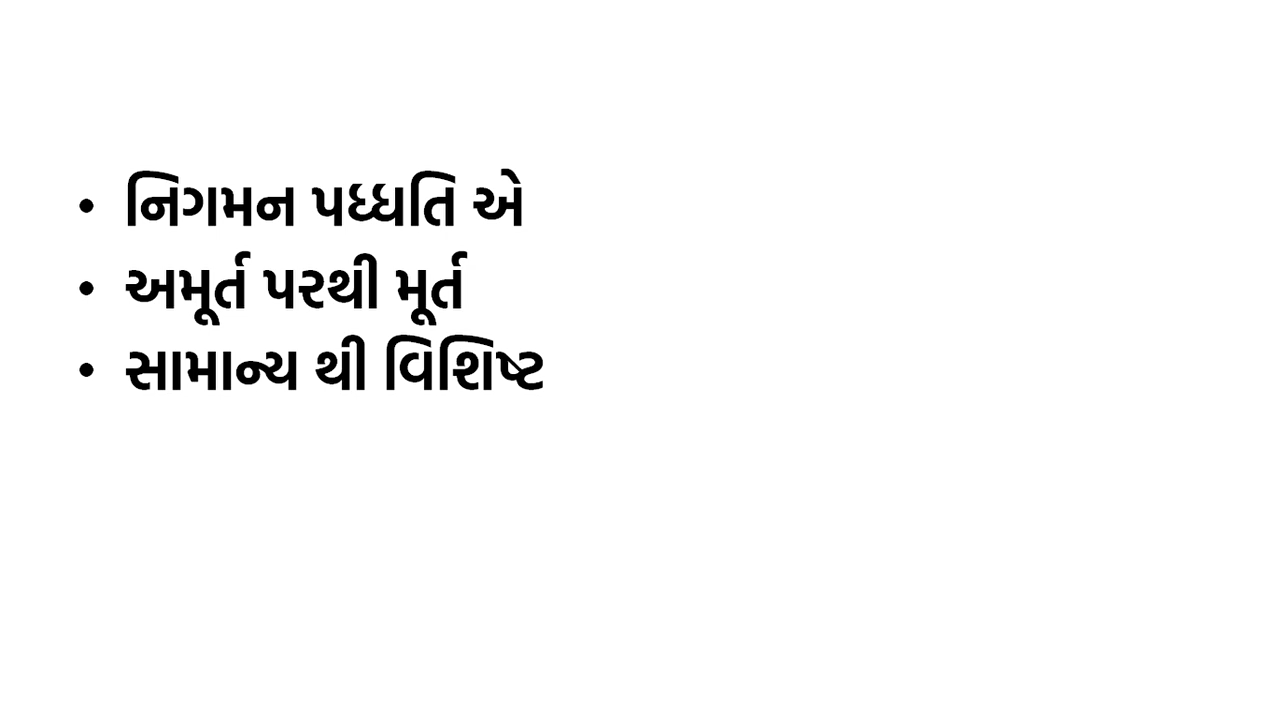 • નિગમન પધ્ધતિ એ
• અમૂર્ત પરથી મૂર્ત
• સામાન્ય થી વિશિષ્ટ